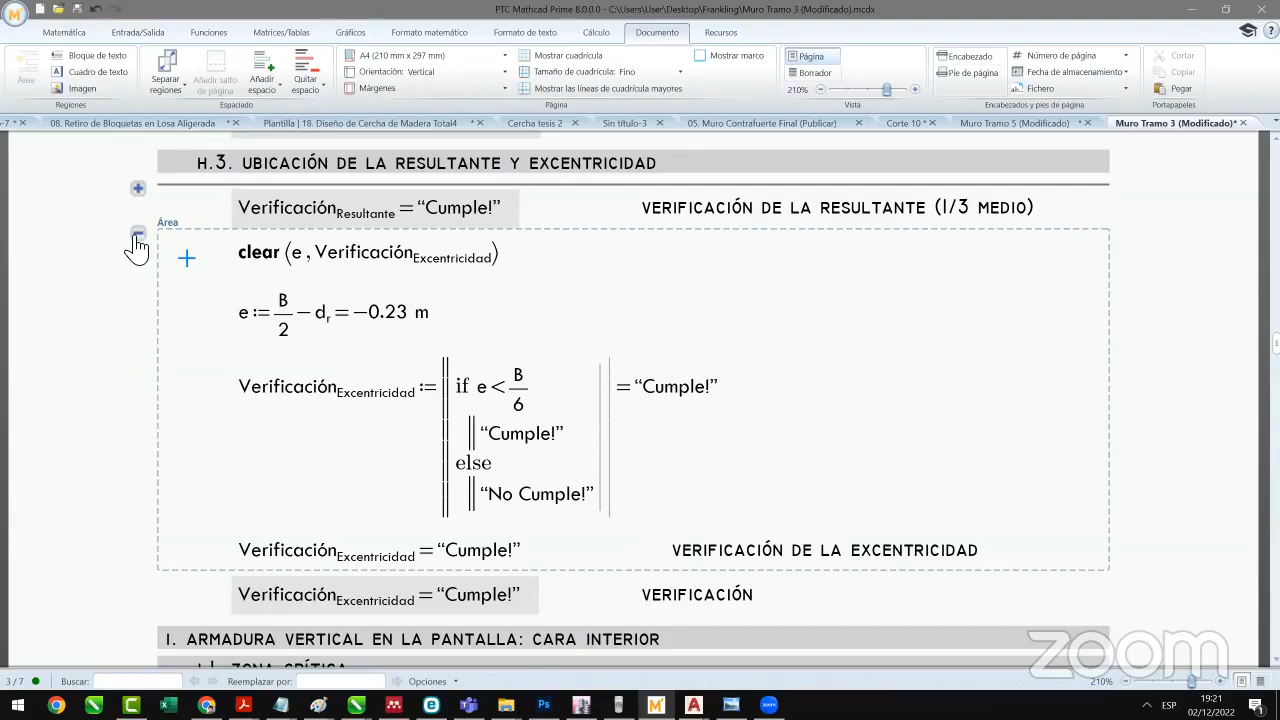 PTC Mathcad Prime 8.0.0.0 - C:\Users\User\Desktop\Frankling\Muro Tramo 3 (Modificado).mcdx
Matemática Entrada/Salida Funciones Matrices/Tablas Gráficos Formato matemático Formato de texto Cálculo Documento Recursos
Área
Bloque de texto
Cuadro de texto
Imagen
Regiones
Separar regiones
Añadir salto de página
Añadir espacio
Quitar espacio
Espaciado
A4 (210 mm x 297 mm)
Orientación: Vertical
Márgenes
Mostrar cuadrícula
Tamaño de cuadrícula: Fino
Mostrar las líneas de cuadrícula mayores
Mostrar marco
Página
Página
Borrador
210%
Vista
Encabezado
Pie de página
Número de página
Fecha de almacenamiento
Fichero
Encabezados y pies de página
Cortar
Copiar
Pegar
Portapapeles
08. Retiro de Bloquetas en Losa Aligerada
Plantilla | 18. Diseño de Cercha de Madera Total4
Cercha tesis 2
Sin título-3
05. Muro Contrafuerte Final (Publicar)
Corte 10*
Muro Tramo 5 (Modificado)
Muro Tramo 3 (Modificado)*
H.3. UBICACIÓN DE LA RESULTANTE Y EXCENTRICIDAD
VerificaciónResultante = “Cumple!” VERIFICACIÓN DE LA RESULTANTE (1/3 MEDIO)
Área
clear (e , VerificaciónExcentricidad)
e := B/2 − dr = −0.23 m
VerificaciónExcentricidad := if e < B/6 = “Cumple!”
“Cumple!”
else
“No Cumple!”
VerificaciónExcentricidad = “Cumple!” VERIFICACIÓN DE LA EXCENTRICIDAD
VerificaciónExcentricidad = “Cumple!” VERIFICACIÓN
I. ARMADURA VERTICAL EN LA PANTALLA: CARA INTERIOR
zoom
3 / 7 Buscar: Reemplazar por: Opciones 210%
ESP
19:21
02/12/2022